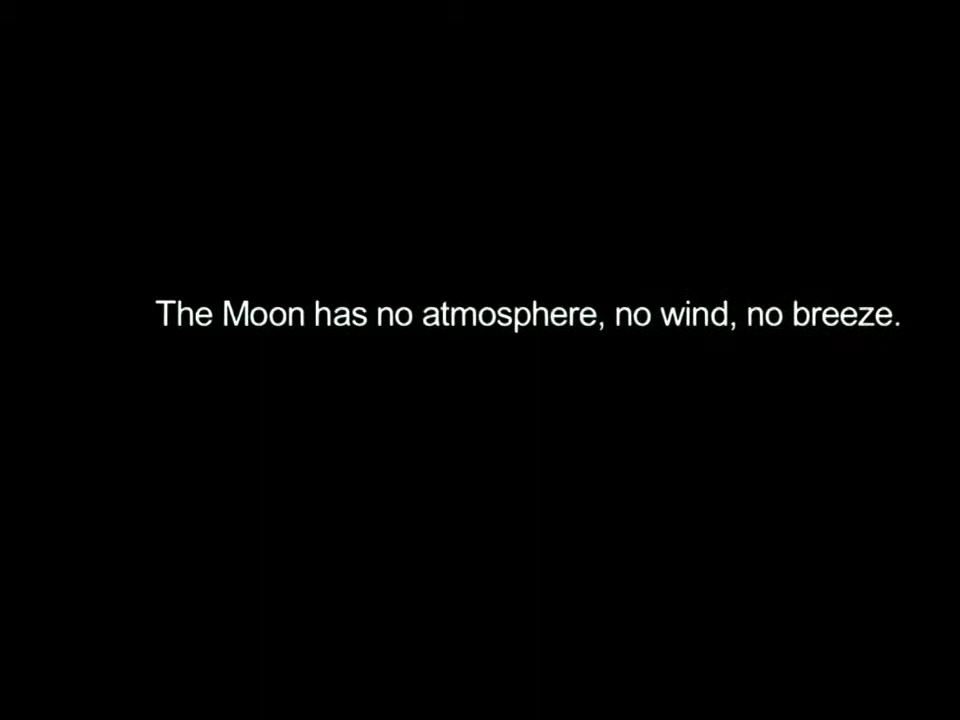 The Moon has no atmosphere, no wind, no breeze.